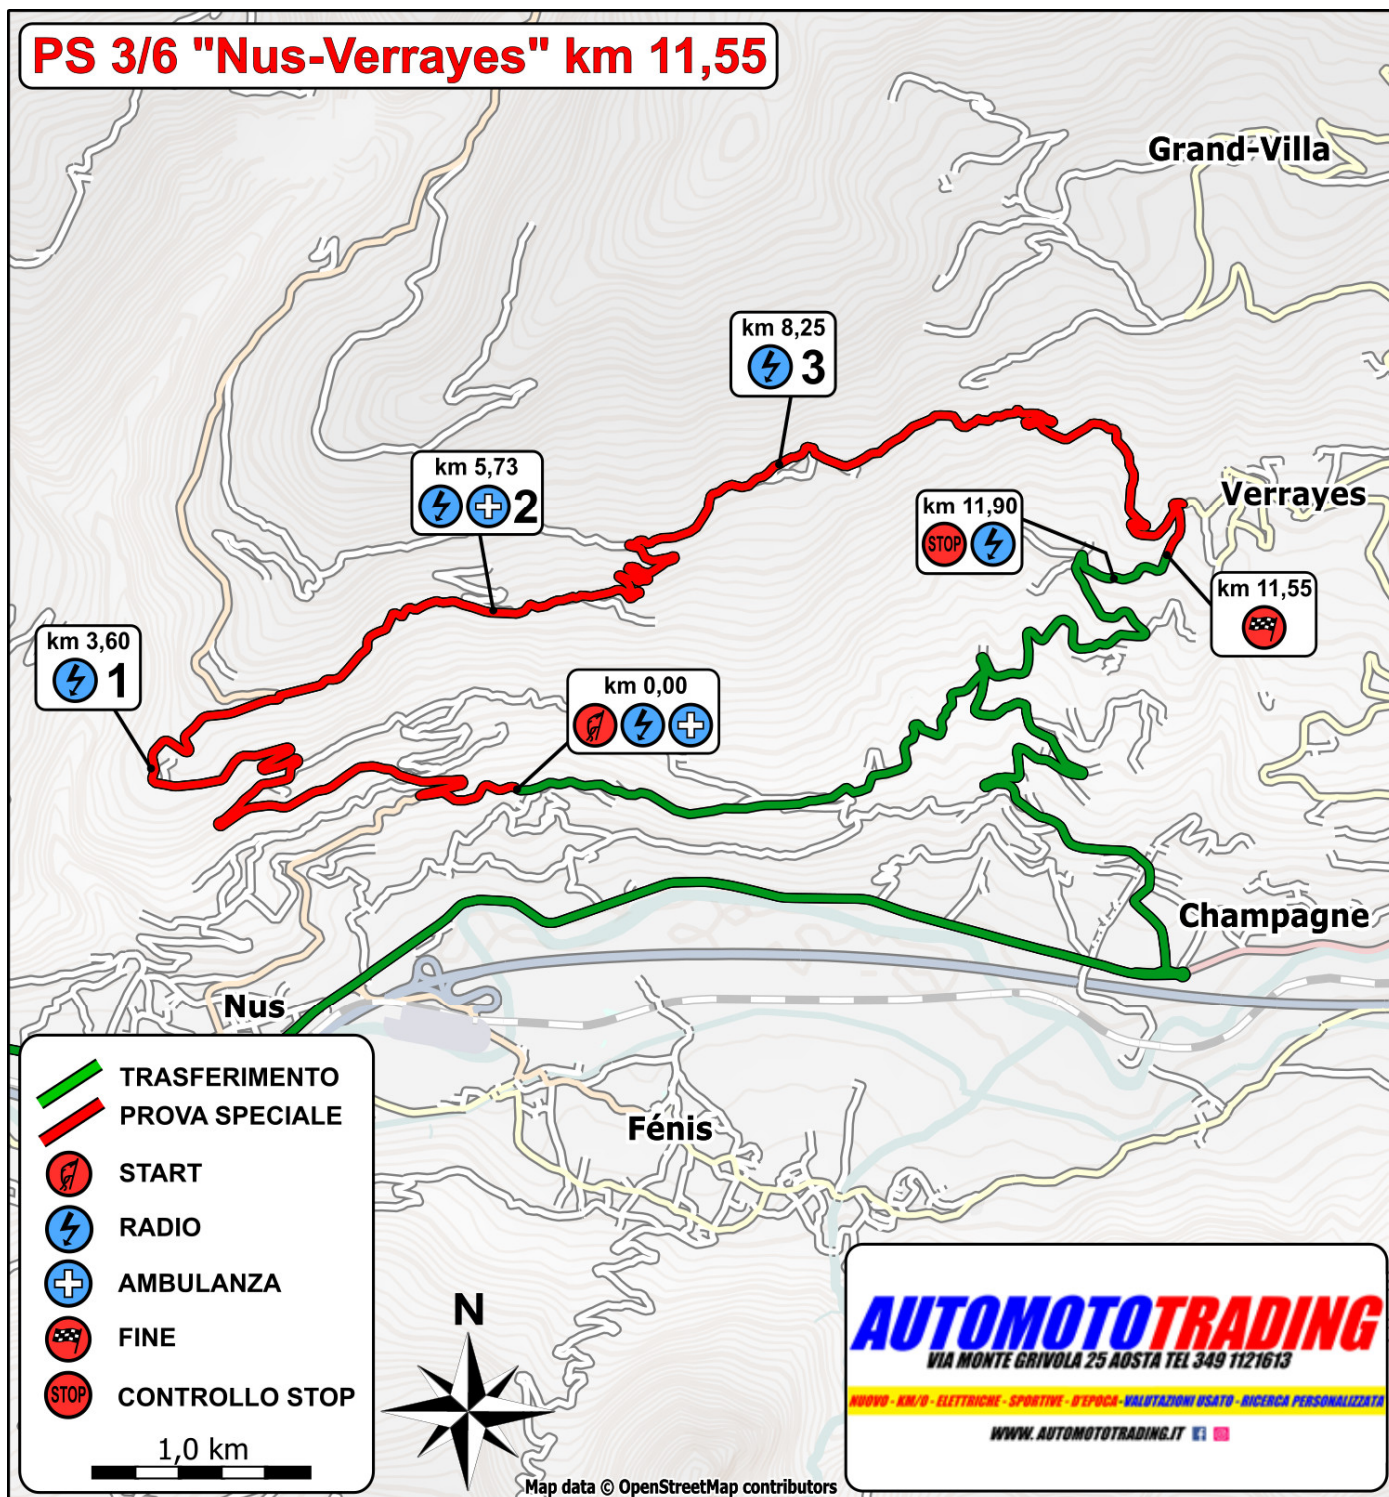 PS 3/6 "Nus-Verrayes" km 11,55
Grand-Villa
km 8,25
3
km 5,73
2
Verrayes
km 11,90
STOP
km 11,55
km 3,60
1
km 0,00
Champagne
Nus
Fénis
TRASFERIMENTO
PROVA SPECIALE
START
RADIO
AMBULANZA
FINE
STOP
CONTROLLO STOP
1,0 km
N
AUTOMOTOTRADING
VIA MONTE GRIVOLA 25 AOSTA TEL 349 1121613
NUOVO - KM/0 - ELETTRICHE - SPORTIVE - D'EPOCA - VALUTAZIONI USATO - RICERCA PERSONALIZZATA
WWW. AUTOMOTOTRADING.IT
Map data © OpenStreetMap contributors